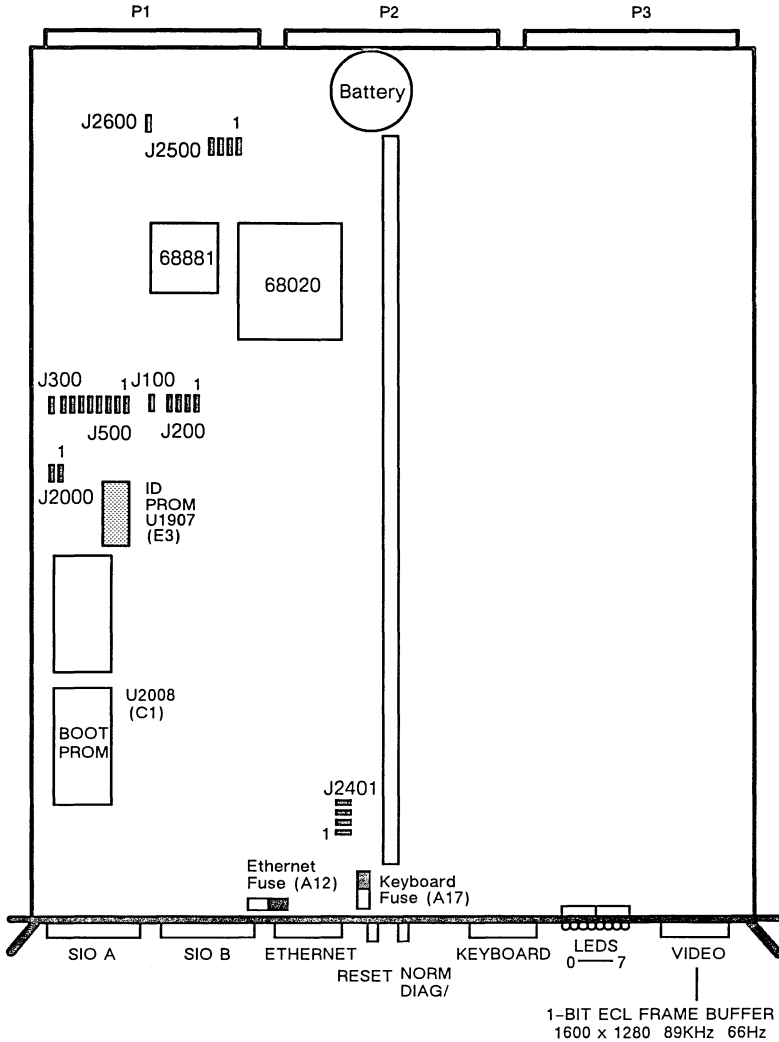 P1
P2
P3
Battery
J2600
1
J2500
68881
68020
J300
1
J100
1
J500
J200
1
J2000
ID
PROM
U1907
(E3)
U2008
(C1)
BOOT
PROM
J2401
1
Ethernet
Fuse (A12)
Keyboard
Fuse (A17)
SIO A
SIO B
ETHERNET
RESET
NORM
DIAG/
KEYBOARD
LEDS
0 7
VIDEO
1-BIT ECL FRAME BUFFER
1600 x 1280 89KHz 66Hz